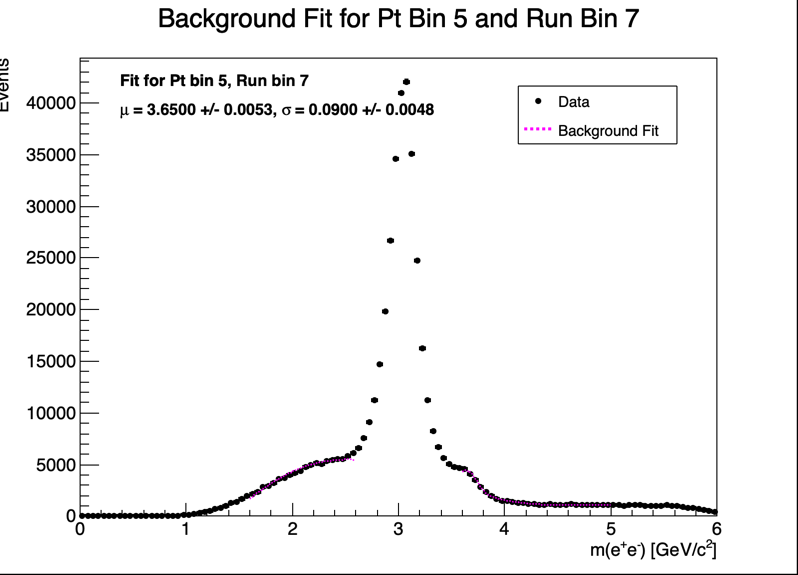 Background Fit for Pt Bin 5 and Run Bin 7
Events
Fit for Pt bin 5, Run bin 7
μ = 3.6500 +/- 0.0053, σ = 0.0900 +/- 0.0048
Data
Background Fit
40000
35000
30000
25000
20000
15000
10000
5000
0
0 1 2 3 4 5 6
m(e⁺e⁻) [GeV/c²]